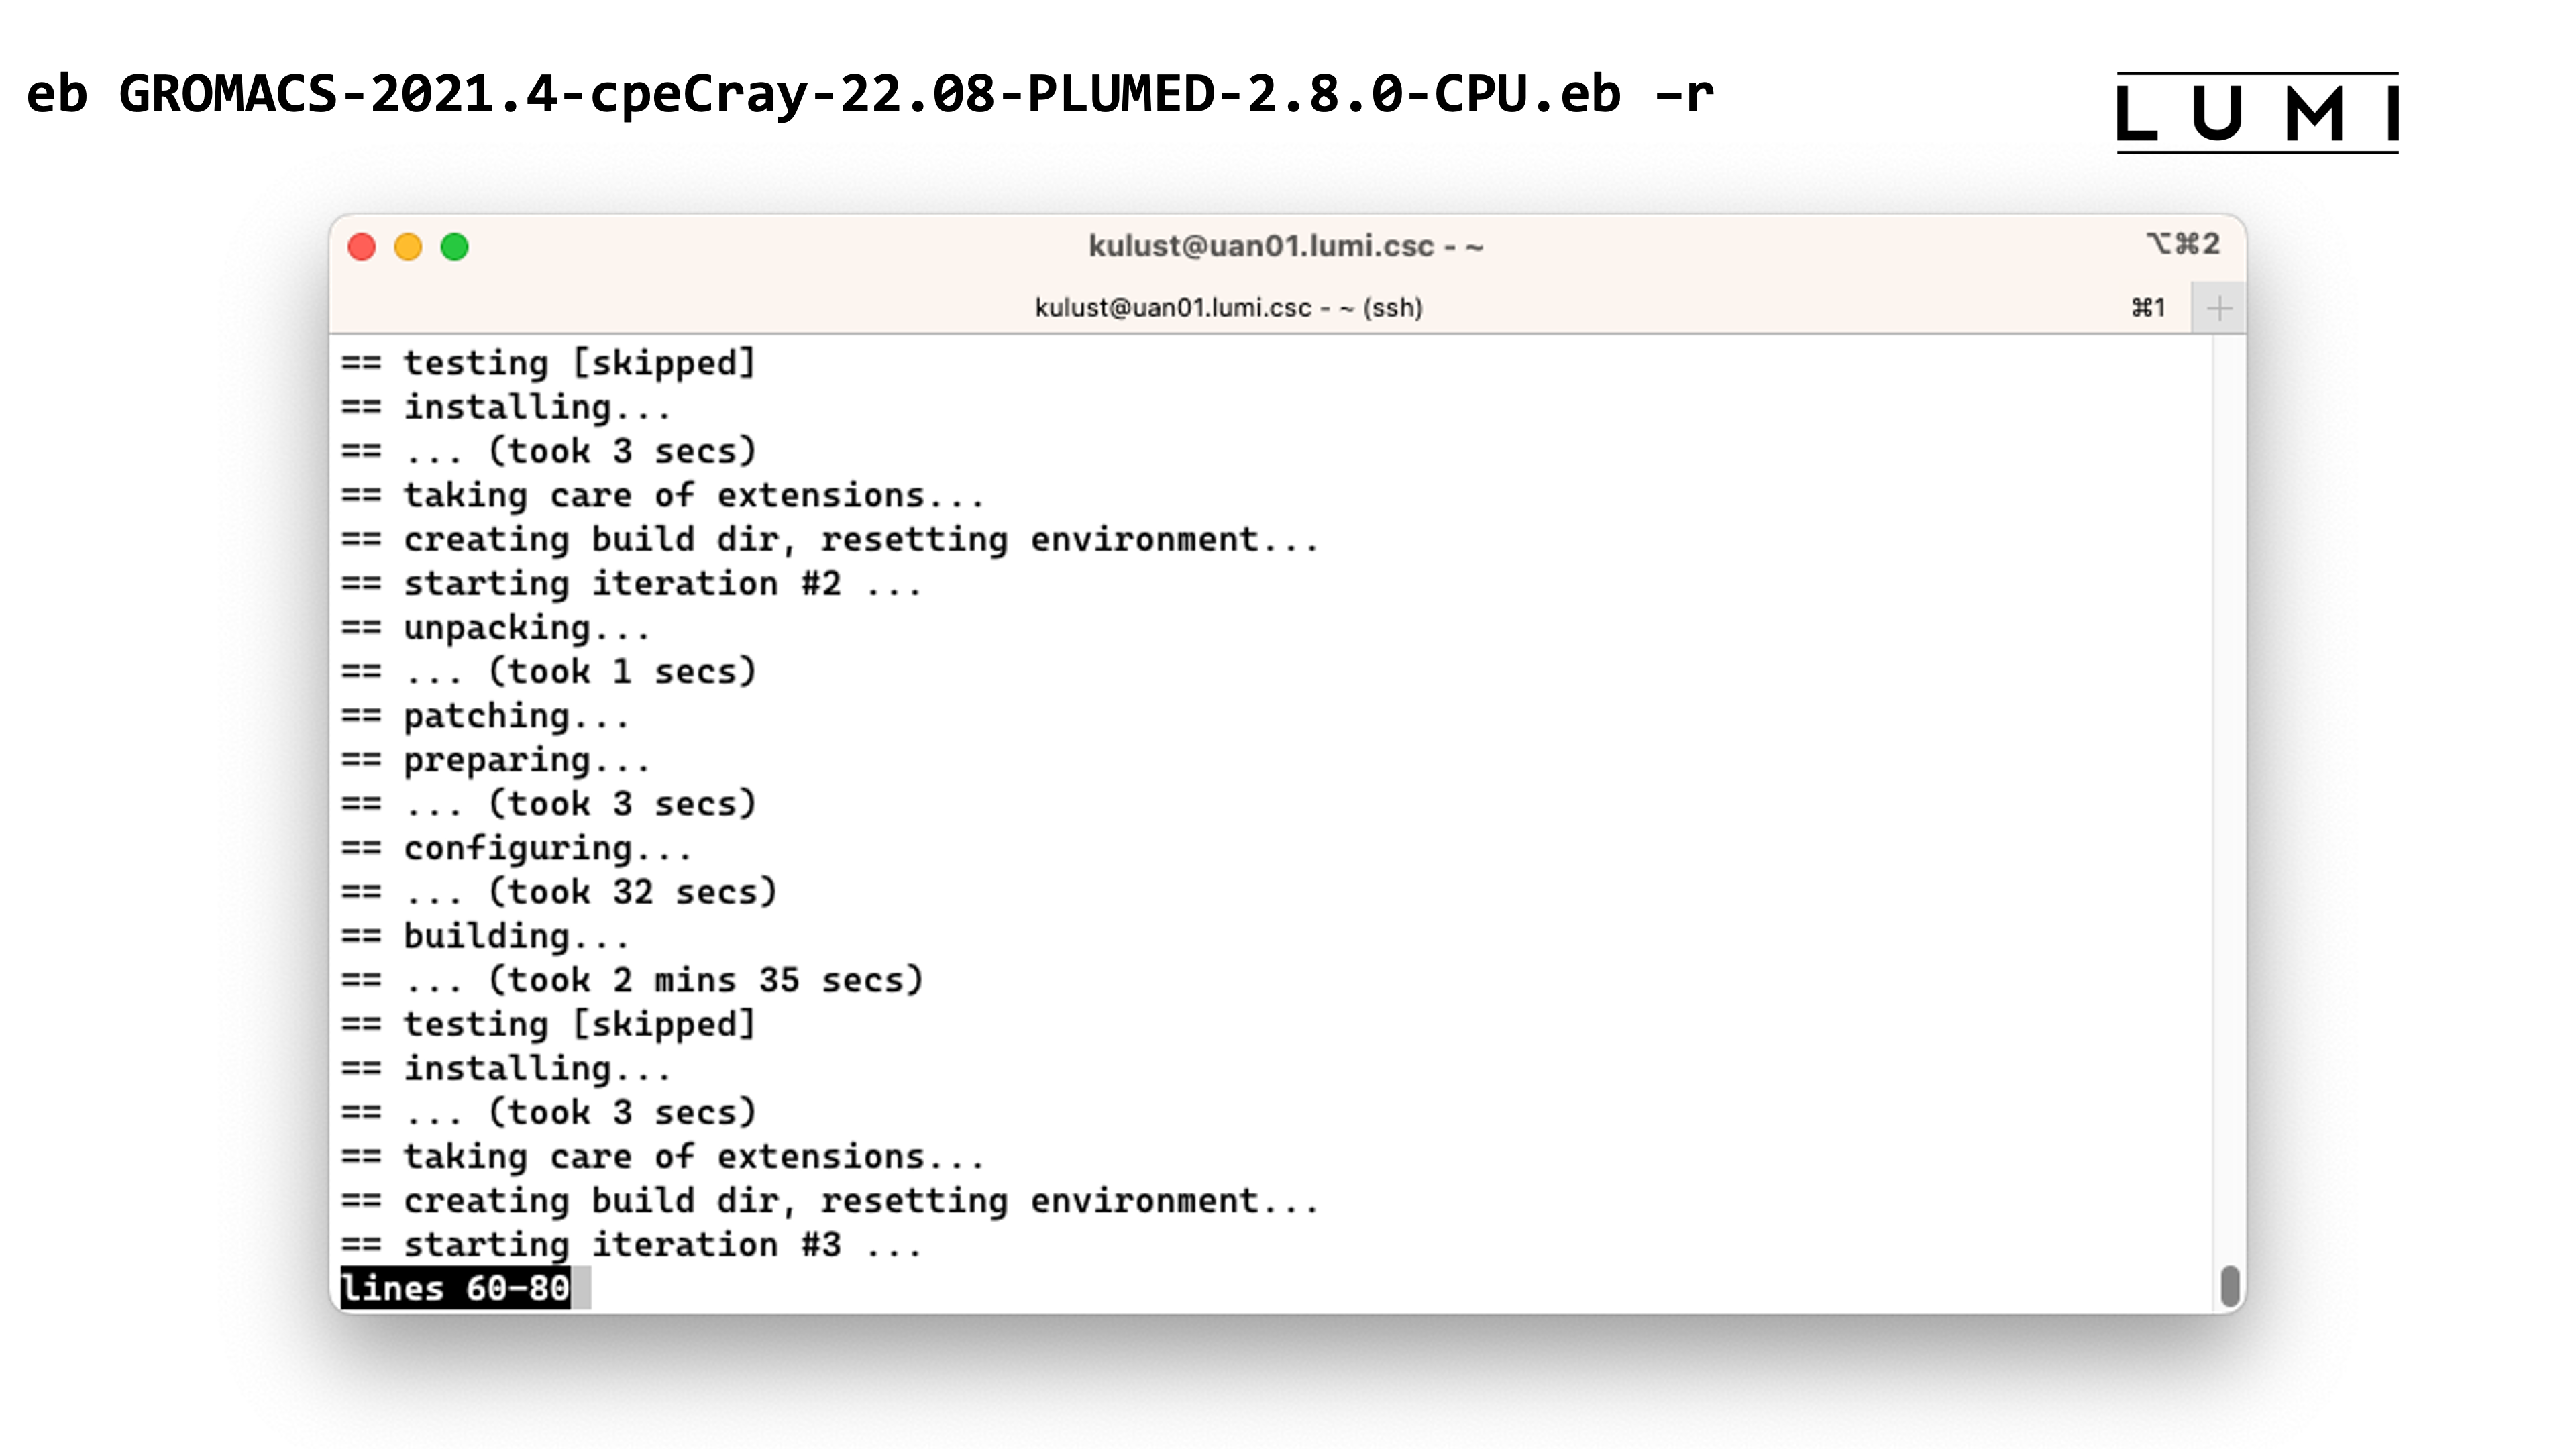 eb GROMACS-2021.4-cpeCray-22.08-PLUMED-2.8.0-CPU.eb –r
LUMI
kulust@uan01.lumi.csc - ~
⌥⌘2
kulust@uan01.lumi.csc - ~ (ssh)
⌘1
== testing [skipped]
== installing...
== ... (took 3 secs)
== taking care of extensions...
== creating build dir, resetting environment...
== starting iteration #2 ...
== unpacking...
== ... (took 1 secs)
== patching...
== preparing...
== ... (took 3 secs)
== configuring...
== ... (took 32 secs)
== building...
== ... (took 2 mins 35 secs)
== testing [skipped]
== installing...
== ... (took 3 secs)
== taking care of extensions...
== creating build dir, resetting environment...
== starting iteration #3 ...
lines 60-80